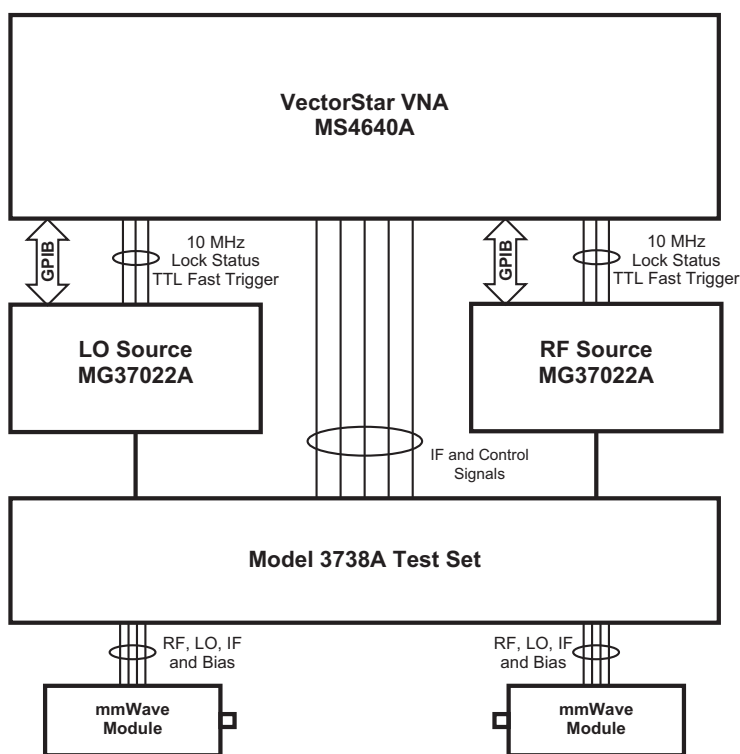 VectorStar VNA
MS4640A
GPIB
10 MHz
Lock Status
TTL Fast Trigger
GPIB
10 MHz
Lock Status
TTL Fast Trigger
LO Source
MG37022A
RF Source
MG37022A
IF and Control
Signals
Model 3738A Test Set
RF, LO, IF
and Bias
RF, LO, IF
and Bias
mmWave
Module
mmWave
Module